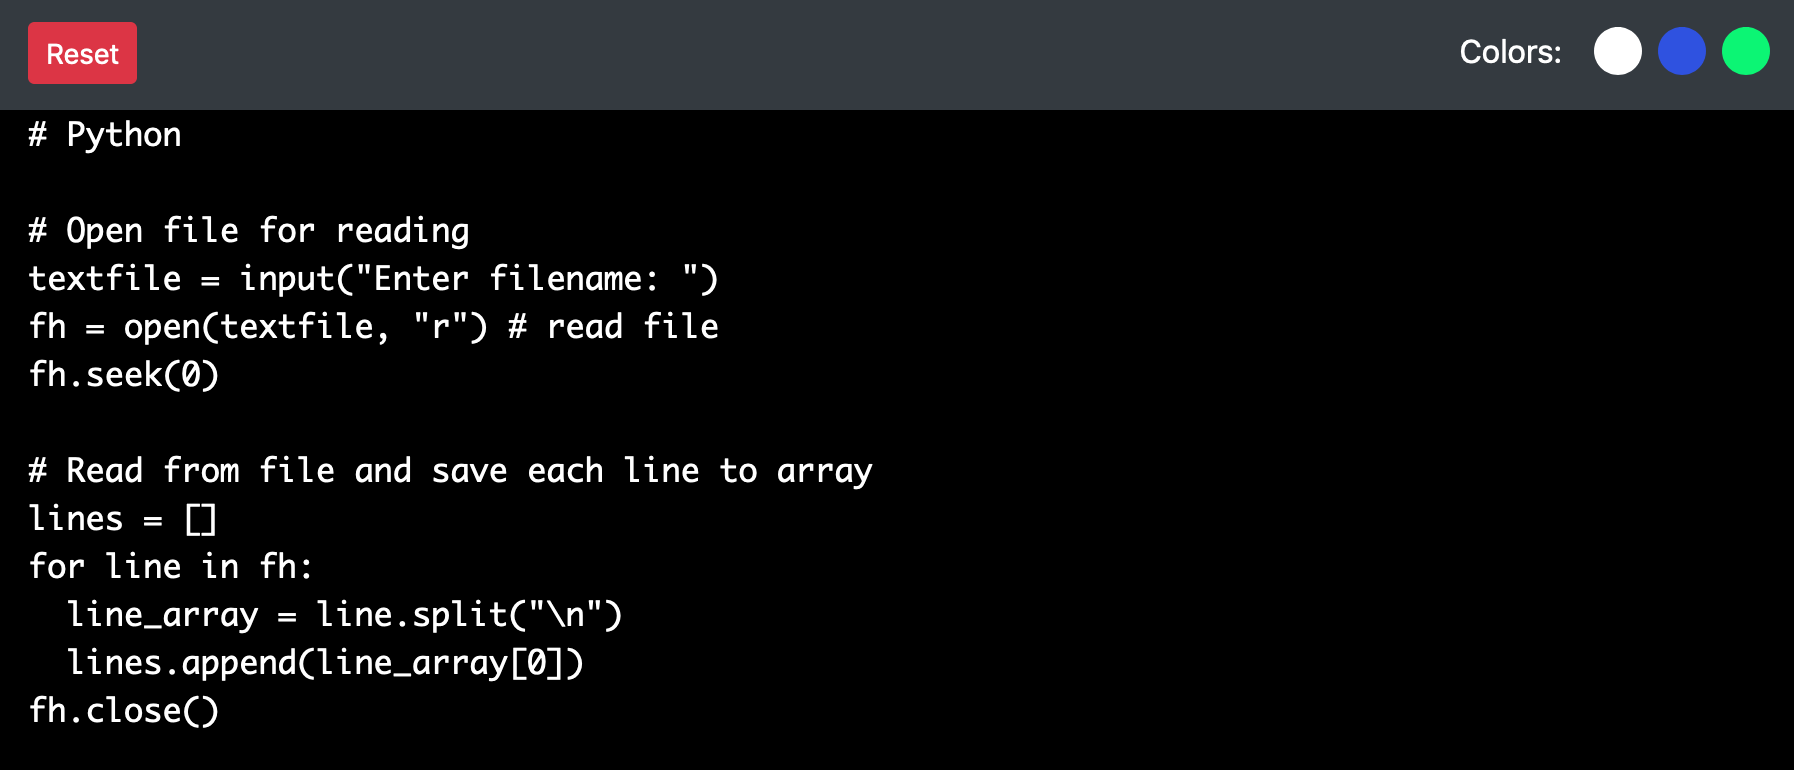 Reset
Colors:
# Python
# Open file for reading
textfile = input("Enter filename: ")
fh = open(textfile, "r") # read file
fh.seek(0)
# Read from file and save each line to array
lines = []
for line in fh:
  line_array = line.split("\n")
  lines.append(line_array[0])
fh.close()